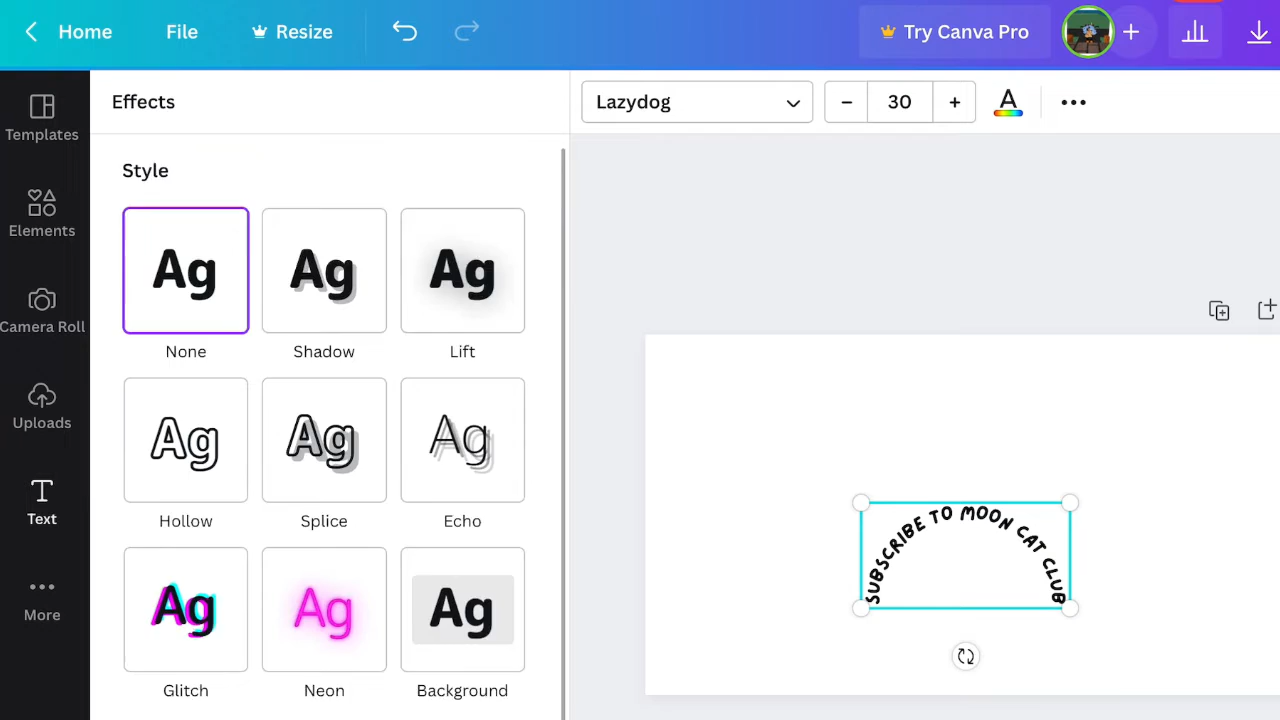 Home File Resize Try Canva Pro
Effects
Lazydog 30 A
Templates
Elements
Camera Roll
Uploads
Text
More
Style
Ag Ag Ag
None Shadow Lift
Ag Ag Ag
Hollow Splice Echo
Ag Ag Ag
Glitch Neon Background
SUBSCRIBE TO MOON CAT CLUB